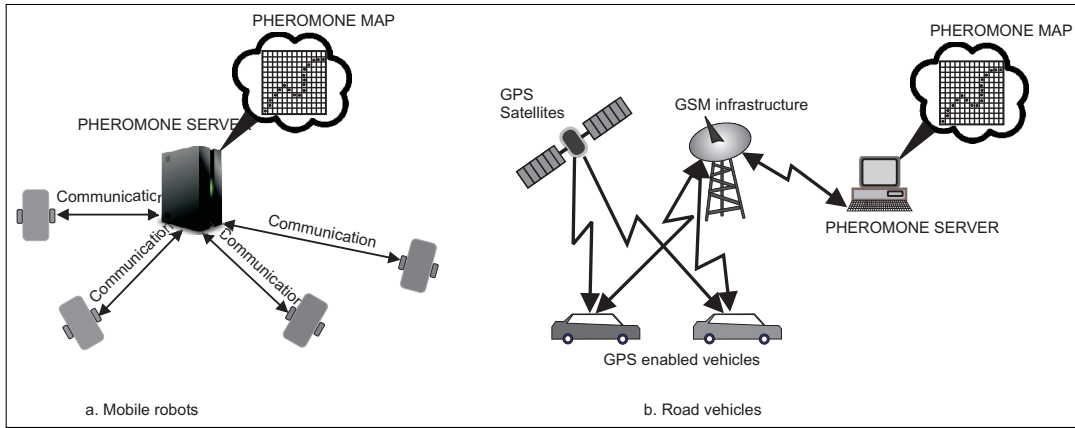 PHEROMONE MAP
PHEROMONE SERVER
Communication
Communication
Communication
Communication
a. Mobile robots
PHEROMONE MAP
GPS
Satellites
GSM infrastructure
PHEROMONE SERVER
GPS enabled vehicles
b. Road vehicles